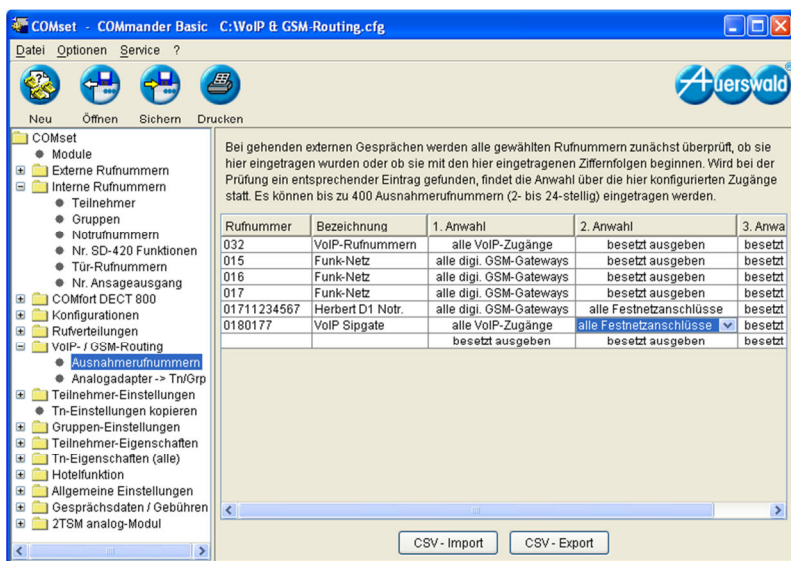 COMset - COMmander Basic C:\VoIP & GSM-Routing.cfg
Datei Optionen Service ?
Neu Öffnen Sichern Drucken
Auerswald
COMset
Module
Externe Rufnummern
Interne Rufnummern
Teilnehmer
Gruppen
Notrufnummern
Nr. SD-420 Funktionen
Tür-Rufnummern
Nr. Ansageausgang
COMfort DECT 800
Konfigurationen
Rufverteilungen
VoIP- / GSM-Routing
Ausnahmerufnummern
Analogadapter -> Tn/Grp
Teilnehmer-Einstellungen
Tn-Einstellungen kopieren
Gruppen-Einstellungen
Teilnehmer-Eigenschaften
Tn-Eigenschaften (alle)
Hotelfunktion
Allgemeine Einstellungen
Gesprächsdaten / Gebühren
2TSM analog-Modul
Bei gehenden externen Gesprächen werden alle gewählten Rufnummern zunächst überprüft, ob sie
hier eingetragen wurden oder ob sie mit den hier eingetragenen Ziffernfolgen beginnen. Wird bei der
Prüfung ein entsprechender Eintrag gefunden, findet die Anwahl über die hier konfigurierten Zugänge
statt. Es können bis zu 400 Ausnahmerufnummern (2- bis 24-stellig) eingetragen werden.
Rufnummer Bezeichnung 1. Anwahl 2. Anwahl 3. Anwa
032 VoIP-Rufnummern alle VoIP-Zugänge besetzt ausgeben besetzt
015 Funk-Netz alle digi. GSM-Gateways besetzt ausgeben besetzt
016 Funk-Netz alle digi. GSM-Gateways besetzt ausgeben besetzt
017 Funk-Netz alle digi. GSM-Gateways besetzt ausgeben besetzt
01711234567 Herbert D1 Notr. alle digi. GSM-Gateways alle Festnetzanschlüsse besetzt
0180177 VoIP Sipgate alle VoIP-Zugänge alle Festnetzanschlüsse besetzt
besetzt ausgeben besetzt ausgeben besetzt
CSV - Import CSV - Export